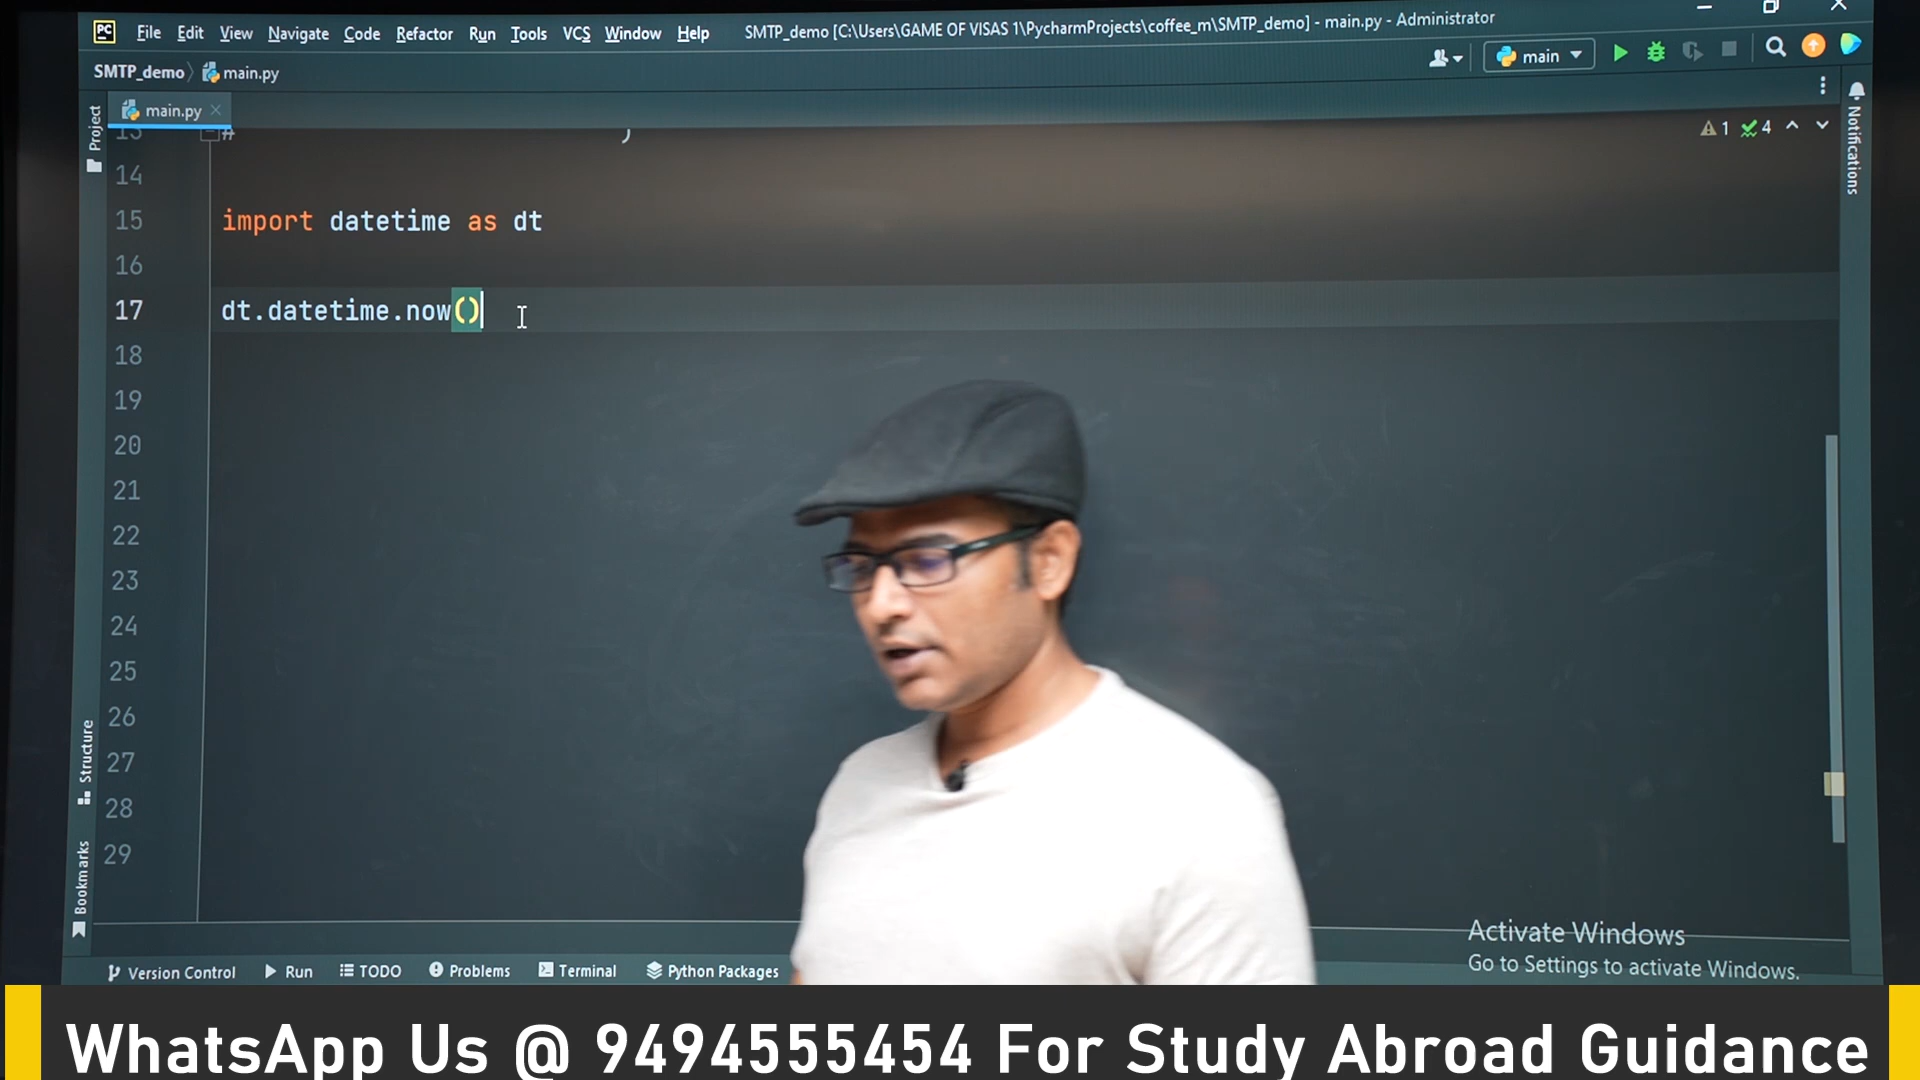 File Edit View Navigate Code Refactor Run Tools VCS Window Help SMTP_demo [C:\Users\GAME OF VISAS 1\PycharmProjects\coffee_m\SMTP_demo] - main.py - Administrator
SMTP_demo main.py
main
main.py
Project
Notifications
1 4
13 # )
14
15 import datetime as dt
16
17 dt.datetime.now()
18
19
20
21
22
23
24
25
26
27
28
29
Structure
Bookmarks
Activate Windows
Go to Settings to activate Windows.
Version Control Run TODO Problems Terminal Python Packages
WhatsApp Us @ 9494555454 For Study Abroad Guidance